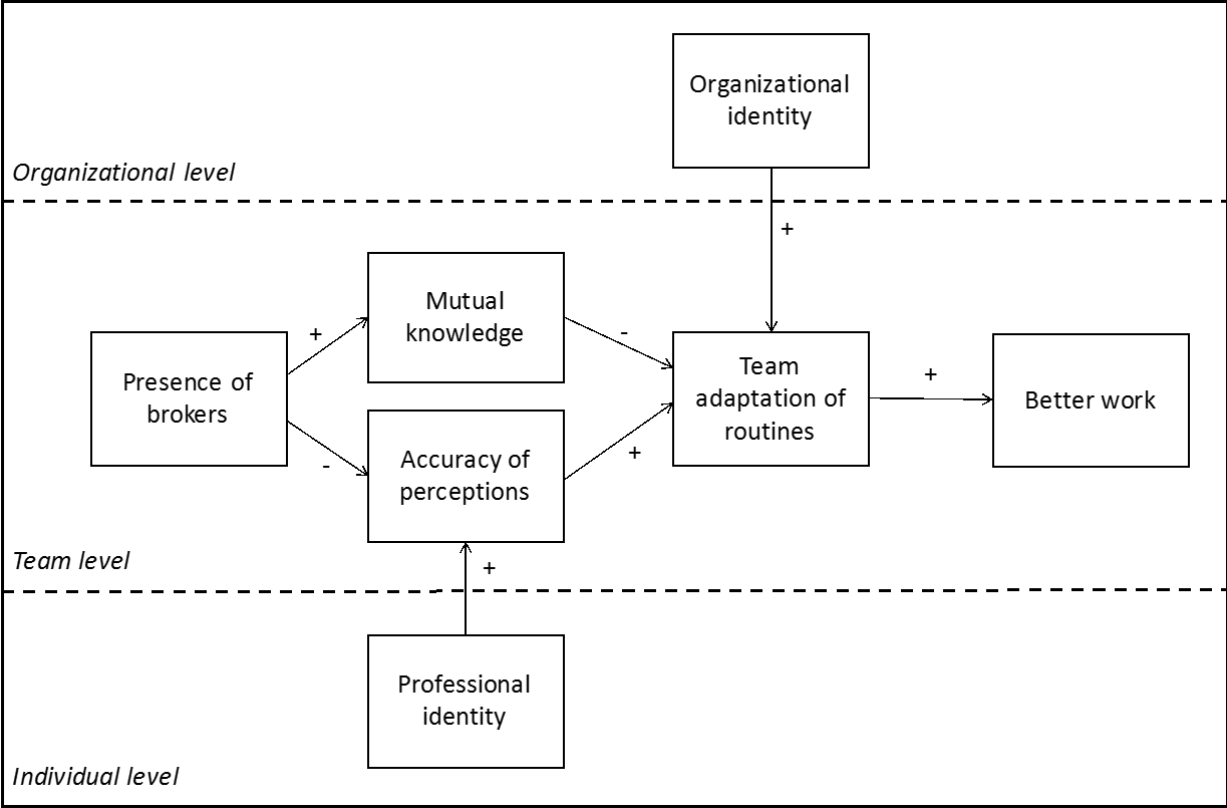 Organizational
identity
Organizational level
+
Mutual
knowledge
+
-
Presence of
brokers
Team
adaptation of
routines
+
Better work
-
Accuracy of
perceptions
+
Team level
+
Professional
identity
Individual level